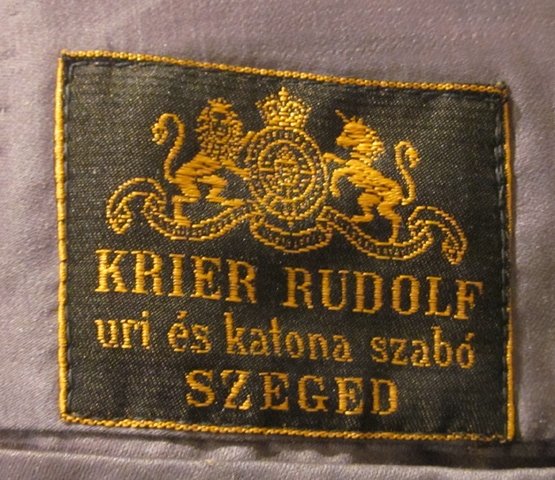 KRIER RUDOLF
uri és katona szabó
SZEGED